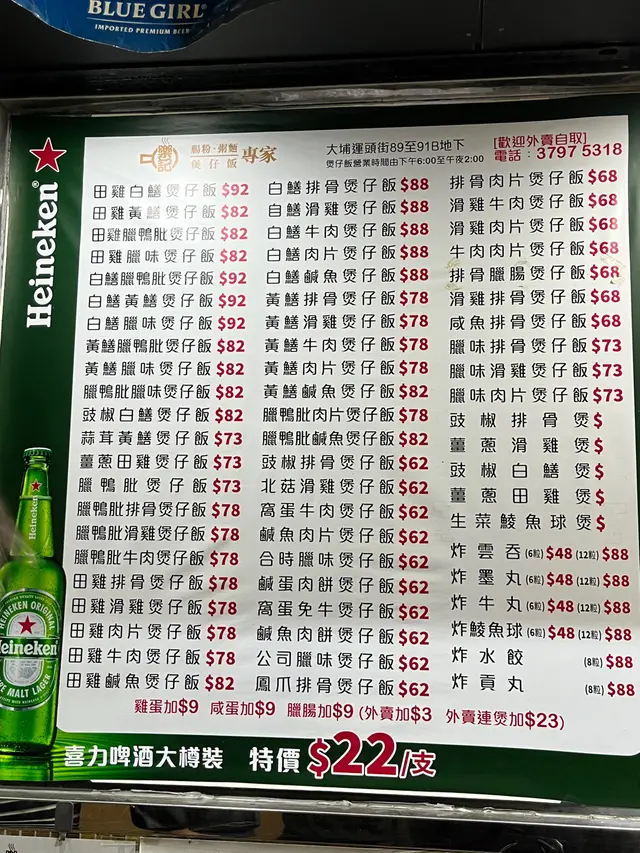 BLUE GIRL
IMPORTED PREMIUM BEER
Heineken®
腸粉·粥麵
煲仔飯
專家
大埔運頭街89至91B地下
煲仔飯營業時間由下午6:00至午夜2:00
[歡迎外賣自取]
電話：3797 5318
田雞白鱔煲仔飯$92
田雞黃鱔煲仔飯$82
田雞臘鴨肶煲仔飯$82
田雞臘味煲仔飯$82
白鱔臘鴨肶煲仔飯$92
白鱔黃鱔煲仔飯$92
白鱔臘味煲仔飯$92
黃鱔臘鴨肶煲仔飯$82
黃鱔臘味煲仔飯$82
臘鴨肶臘味煲仔飯$82
豉椒白鱔煲仔飯$82
蒜茸黃鱔煲仔飯$73
薑蔥田雞煲仔飯$73
臘鴨肶煲仔飯$73
臘鴨肶排骨煲仔飯$78
臘鴨肶滑雞煲仔飯$78
臘鴨肶牛肉煲仔飯$78
田雞排骨煲仔飯$78
田雞滑雞煲仔飯$78
田雞肉片煲仔飯$78
田雞牛肉煲仔飯$78
田雞鹹魚煲仔飯$82
白鱔排骨煲仔飯$88
自鱔滑雞煲仔飯$88
白鱔牛肉煲仔飯$88
白鱔肉片煲仔飯$88
白鱔鹹魚煲仔飯$88
黃鱔排骨煲仔飯$78
黃鱔滑雞煲仔飯$78
黃鱔牛肉煲仔飯$78
黃鱔肉片煲仔飯$78
黃鱔鹹魚煲仔飯$82
臘鴨肶肉片煲仔飯$78
臘鴨肶鹹魚煲仔飯$82
豉椒排骨煲仔飯$62
北菇滑雞煲仔飯$62
窩蛋牛肉煲仔飯$62
鹹魚肉片煲仔飯$62
合時臘味煲仔飯$62
鹹蛋肉餅煲仔飯$62
窩蛋免牛煲仔飯$62
鹹魚肉餅煲仔飯$62
公司臘味煲仔飯$62
鳳爪排骨煲仔飯$62
排骨肉片煲仔飯$68
滑雞牛肉煲仔飯$68
滑雞肉片煲仔飯$68
牛肉肉片煲仔飯$68
排骨臘腸煲仔飯$68
滑雞排骨煲仔飯$68
咸魚排骨煲仔飯$68
臘味排骨煲仔飯$73
臘味滑雞煲仔飯$73
臘味肉片煲仔飯$73
豉椒排骨煲$
薑蔥滑雞煲$
豉椒白鱔煲$
薑蔥田雞煲$
生菜鯪魚球煲$
炸雲吞(6粒)$48(12粒)$88
炸墨丸(6粒)$48(12粒)$88
炸牛丸(6粒)$48(12粒)$88
炸鯪魚球(6粒)$48(12粒)$88
炸水餃(8粒)$88
炸貢丸(8粒)$88
雞蛋加$9 咸蛋加$9 臘腸加$9 (外賣加$3 外賣連煲加$23)
Heineken
HEINEKEN ORIGINAL
Heineken
PURE MALT LAGER
喜力啤酒大樽裝 特價$22/支